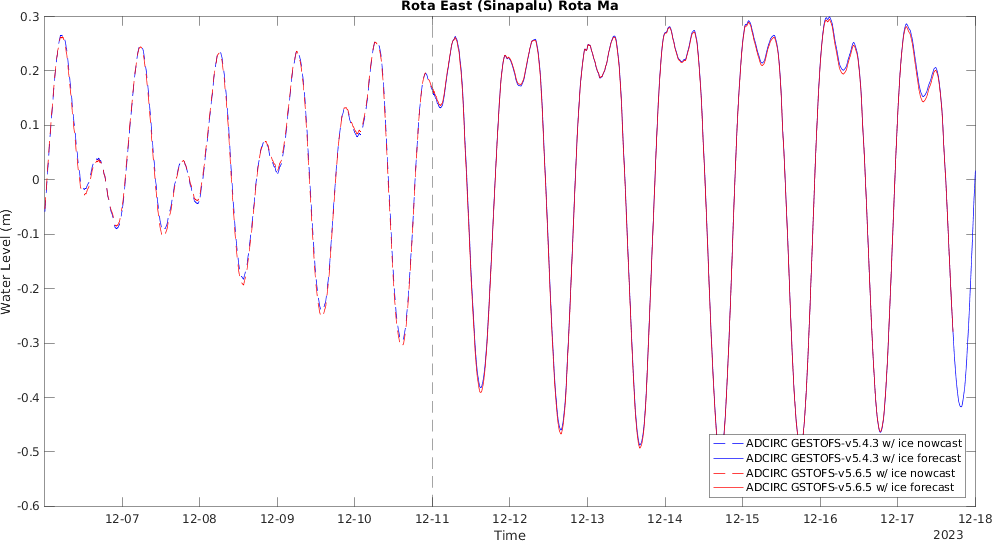 Rota East (Sinapalu) Rota Ma
0.3
0.2
0.1
0
-0.1
-0.2
-0.3
-0.4
-0.5
-0.6
Water Level (m)
ADCIRC GESTOFS-v5.4.3 w/ ice nowcast
ADCIRC GESTOFS-v5.4.3 w/ ice forecast
ADCIRC GSTOFS-v5.6.5 w/ ice nowcast
ADCIRC GSTOFS-v5.6.5 w/ ice forecast
12-07 12-08 12-09 12-10 12-11 12-12 12-13 12-14 12-15 12-16 12-17 12-18
Time
2023